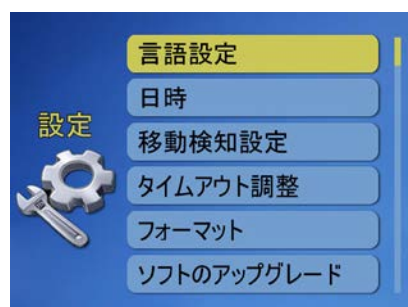 設定
言語設定
日時
移動検知設定
タイムアウト調整
フォーマット
ソフトのアップグレード